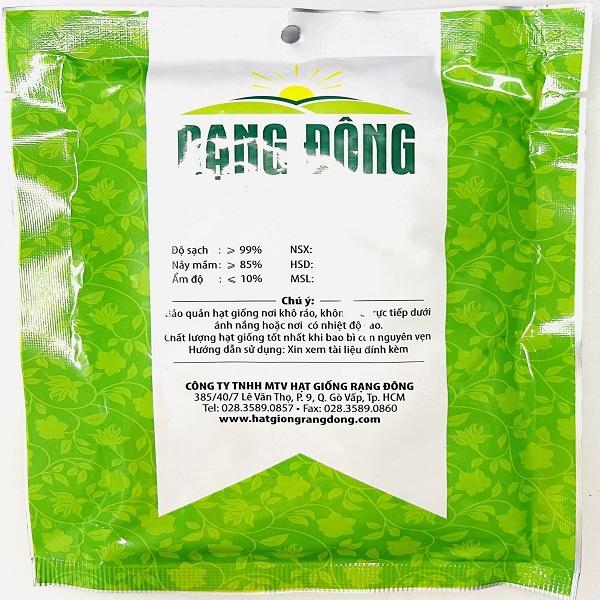 RẠNG ĐÔNG
Độ sạch : ⩾ 99% NSX:
Nảy mầm: ⩾ 85% HSD:
Ẩm độ : ⩽ 10% MSL:
Chú ý:
Bảo quản hạt giống nơi khô ráo, trực tiếp dưới
ánh nắng hoặc nơi có nhiệt độ cao.
Chất lượng hạt giống tốt nhất khi bao bì còn nguyên vẹn
Hướng dẫn sử dụng: Xin xem tài liệu đính kèm
CÔNG TY TNHH MTV HẠT GIỐNG RẠNG ĐÔNG
385/40/7 Lê Văn Thọ, P. 9, Q. Gò Vấp, Tp. HCM
Tel: 028.3589.0857 • Fax: 028.3589.0860
www.hatgiongrangdong.com